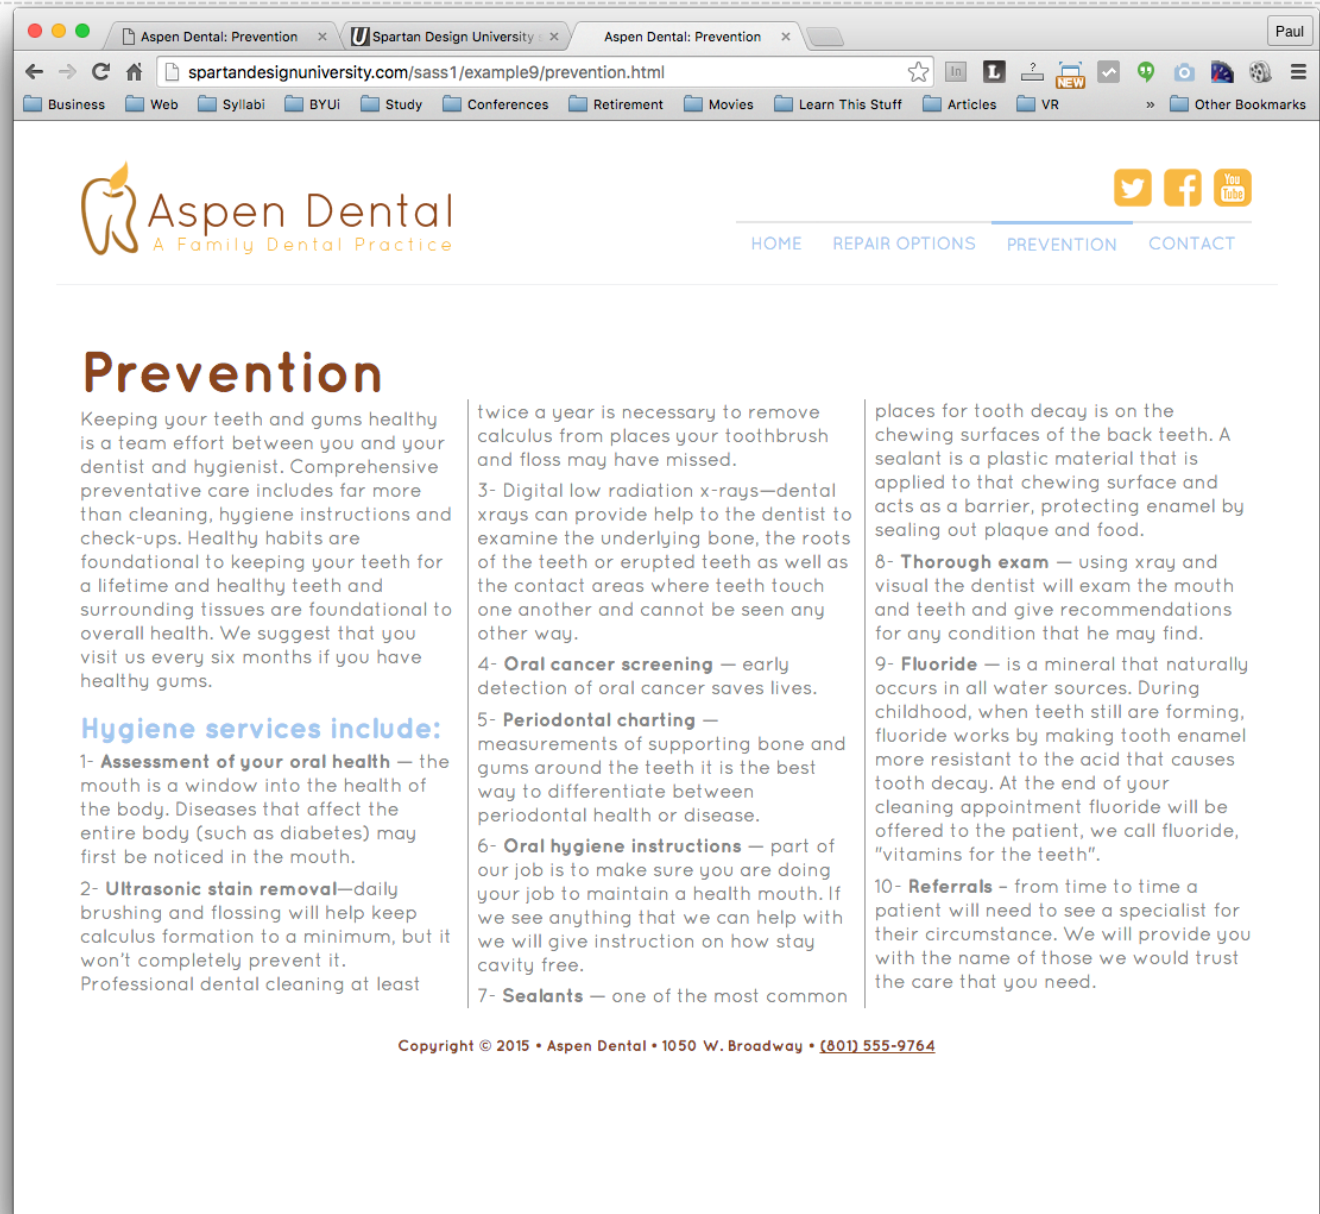 Aspen Dental: Prevention
Spartan Design University
Aspen Dental: Prevention
Paul
spartandesignuniversity.com/sass1/example9/prevention.html
In
L
?
NEW
Business
Web
Syllabi
BYUi
Study
Conferences
Retirement
Movies
Learn This Stuff
Articles
VR
»
Other Bookmarks
Aspen Dental
A Family Dental Practice
You
Tube
HOME
REPAIR OPTIONS
PREVENTION
CONTACT
Prevention
Keeping your teeth and gums healthy
is a team effort between you and your
dentist and hygienist. Comprehensive
preventative care includes far more
than cleaning, hygiene instructions and
check-ups. Healthy habits are
foundational to keeping your teeth for
a lifetime and healthy teeth and
surrounding tissues are foundational to
overall health. We suggest that you
visit us every six months if you have
healthy gums.
Hygiene services include:
1- Assessment of your oral health — the
mouth is a window into the health of
the body. Diseases that affect the
entire body (such as diabetes) may
first be noticed in the mouth.
2- Ultrasonic stain removal—daily
brushing and flossing will help keep
calculus formation to a minimum, but it
won't completely prevent it.
Professional dental cleaning at least
twice a year is necessary to remove
calculus from places your toothbrush
and floss may have missed.
3- Digital low radiation x-rays—dental
xrays can provide help to the dentist to
examine the underlying bone, the roots
of the teeth or erupted teeth as well as
the contact areas where teeth touch
one another and cannot be seen any
other way.
4- Oral cancer screening — early
detection of oral cancer saves lives.
5- Periodontal charting —
measurements of supporting bone and
gums around the teeth it is the best
way to differentiate between
periodontal health or disease.
6- Oral hygiene instructions — part of
our job is to make sure you are doing
your job to maintain a health mouth. If
we see anything that we can help with
we will give instruction on how stay
cavity free.
7- Sealants — one of the most common
places for tooth decay is on the
chewing surfaces of the back teeth. A
sealant is a plastic material that is
applied to that chewing surface and
acts as a barrier, protecting enamel by
sealing out plaque and food.
8- Thorough exam — using xray and
visual the dentist will exam the mouth
and teeth and give recommendations
for any condition that he may find.
9- Fluoride — is a mineral that naturally
occurs in all water sources. During
childhood, when teeth still are forming,
fluoride works by making tooth enamel
more resistant to the acid that causes
tooth decay. At the end of your
cleaning appointment fluoride will be
offered to the patient, we call fluoride,
"vitamins for the teeth".
10- Referrals – from time to time a
patient will need to see a specialist for
their circumstance. We will provide you
with the name of those we would trust
the care that you need.
Copyright © 2015 • Aspen Dental • 1050 W. Broadway • (801) 555-9764